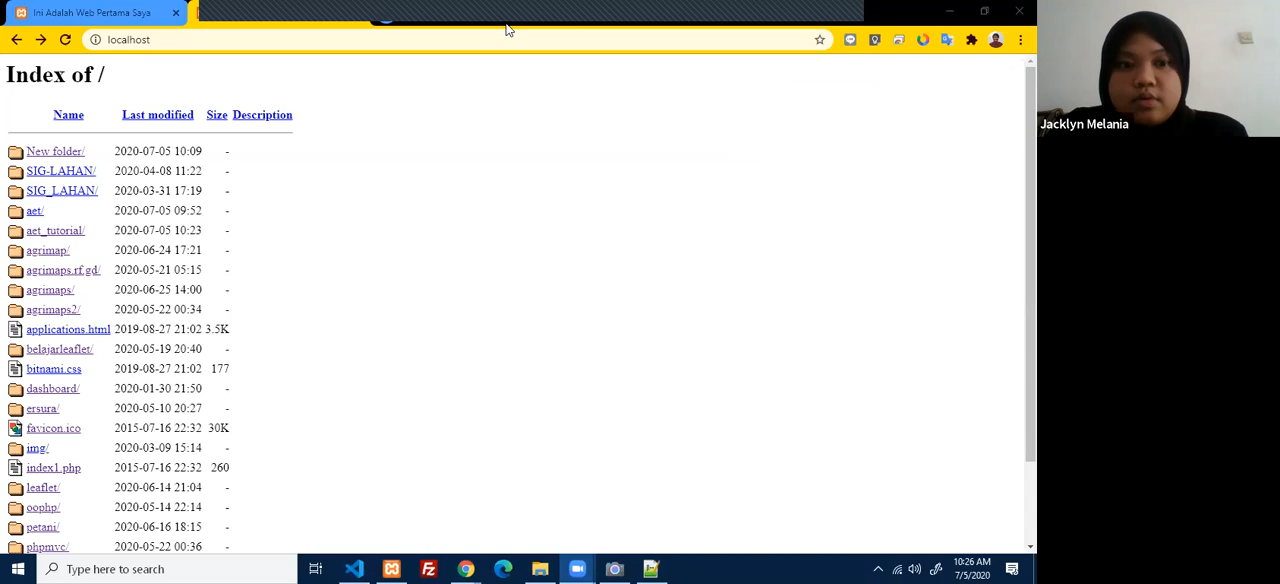 Ini Adalah Web Pertama Saya
localhost
Index of /
Name Last modified Size Description
New folder/ 2020-07-05 10:09 -
SIG-LAHAN/ 2020-04-08 11:22 -
SIG_LAHAN/ 2020-03-31 17:19 -
aet/ 2020-07-05 09:52 -
aet_tutorial/ 2020-07-05 10:23 -
agrimap/ 2020-06-24 17:21 -
agrimaps.rf.gd/ 2020-05-21 05:15 -
agrimaps/ 2020-06-25 14:00 -
agrimaps2/ 2020-05-22 00:34 -
applications.html 2019-08-27 21:02 3.5K
belajarleaflet/ 2020-05-19 20:40 -
bitnami.css 2019-08-27 21:02 177
dashboard/ 2020-01-30 21:50 -
ersura/ 2020-05-10 20:27 -
favicon.ico 2015-07-16 22:32 30K
img/ 2020-03-09 15:14 -
index1.php 2015-07-16 22:32 260
leaflet/ 2020-06-14 21:04 -
oophp/ 2020-05-14 22:14 -
petani/ 2020-06-16 18:15 -
phpmvc/ 2020-05-22 00:36 -
Jacklyn Melania
Type here to search
10:26 AM
7/5/2020